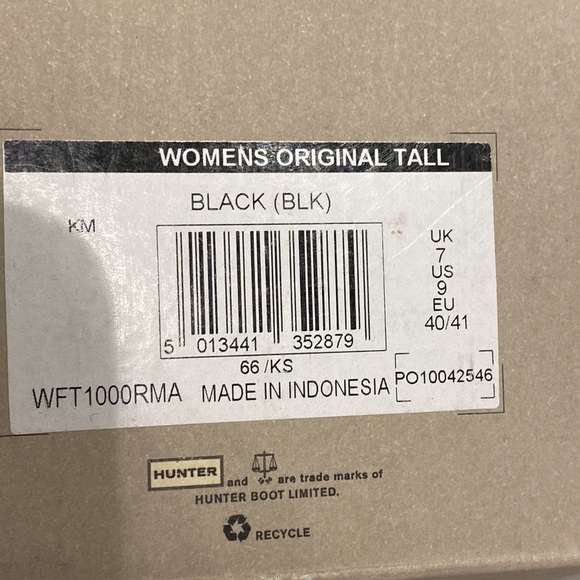 WOMENS ORIGINAL TALL
BLACK (BLK)
KM
UK
7
US
9
EU
40/41
5 013441 352879
66 /KS
WFT1000RMA MADE IN INDONESIA PO10042546
HUNTER and are trade marks of
HUNTER BOOT LIMITED.
RECYCLE